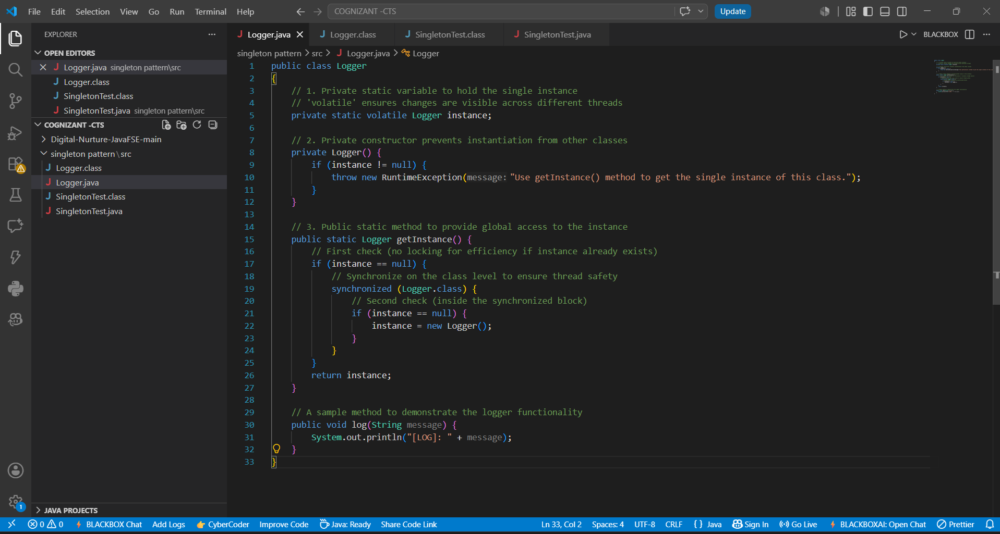 File Edit Selection View Go Run Terminal Help
COGNIZANT -CTS
Update
EXPLORER
OPEN EDITORS
Logger.java singleton pattern\src
Logger.class
SingletonTest.class
SingletonTest.java singleton pattern\src
COGNIZANT -CTS
Digital-Nurture-JavaFSE-main
singleton pattern\src
Logger.class
Logger.java
SingletonTest.class
SingletonTest.java
JAVA PROJECTS
Logger.java Logger.class SingletonTest.class SingletonTest.java
BLACKBOX
singleton pattern > src > Logger.java > Logger
1 public class Logger
2 {
3     // 1. Private static variable to hold the single instance
4     // 'volatile' ensures changes are visible across different threads
5     private static volatile Logger instance;
6
7     // 2. Private constructor prevents instantiation from other classes
8     private Logger() {
9         if (instance != null) {
10             throw new RuntimeException(message: "Use getInstance() method to get the single instance of this class.");
11         }
12     }
13
14     // 3. Public static method to provide global access to the instance
15     public static Logger getInstance() {
16         // First check (no locking for efficiency if instance already exists)
17         if (instance == null) {
18             // Synchronize on the class level to ensure thread safety
19             synchronized (Logger.class) {
20                 // Second check (inside the synchronized block)
21                 if (instance == null) {
22                     instance = new Logger();
23                 }
24             }
25         }
26         return instance;
27     }
28
29     // A sample method to demonstrate the logger functionality
30     public void log(String message) {
31         System.out.println("[LOG]: " + message);
32     }
33 }
1
0 0 BLACKBOX Chat Add Logs CyberCoder Improve Code Java: Ready Share Code Link Ln 33, Col 2 Spaces: 4 UTF-8 CRLF {} Java Sign In Go Live BLACKBOXAI: Open Chat Prettier